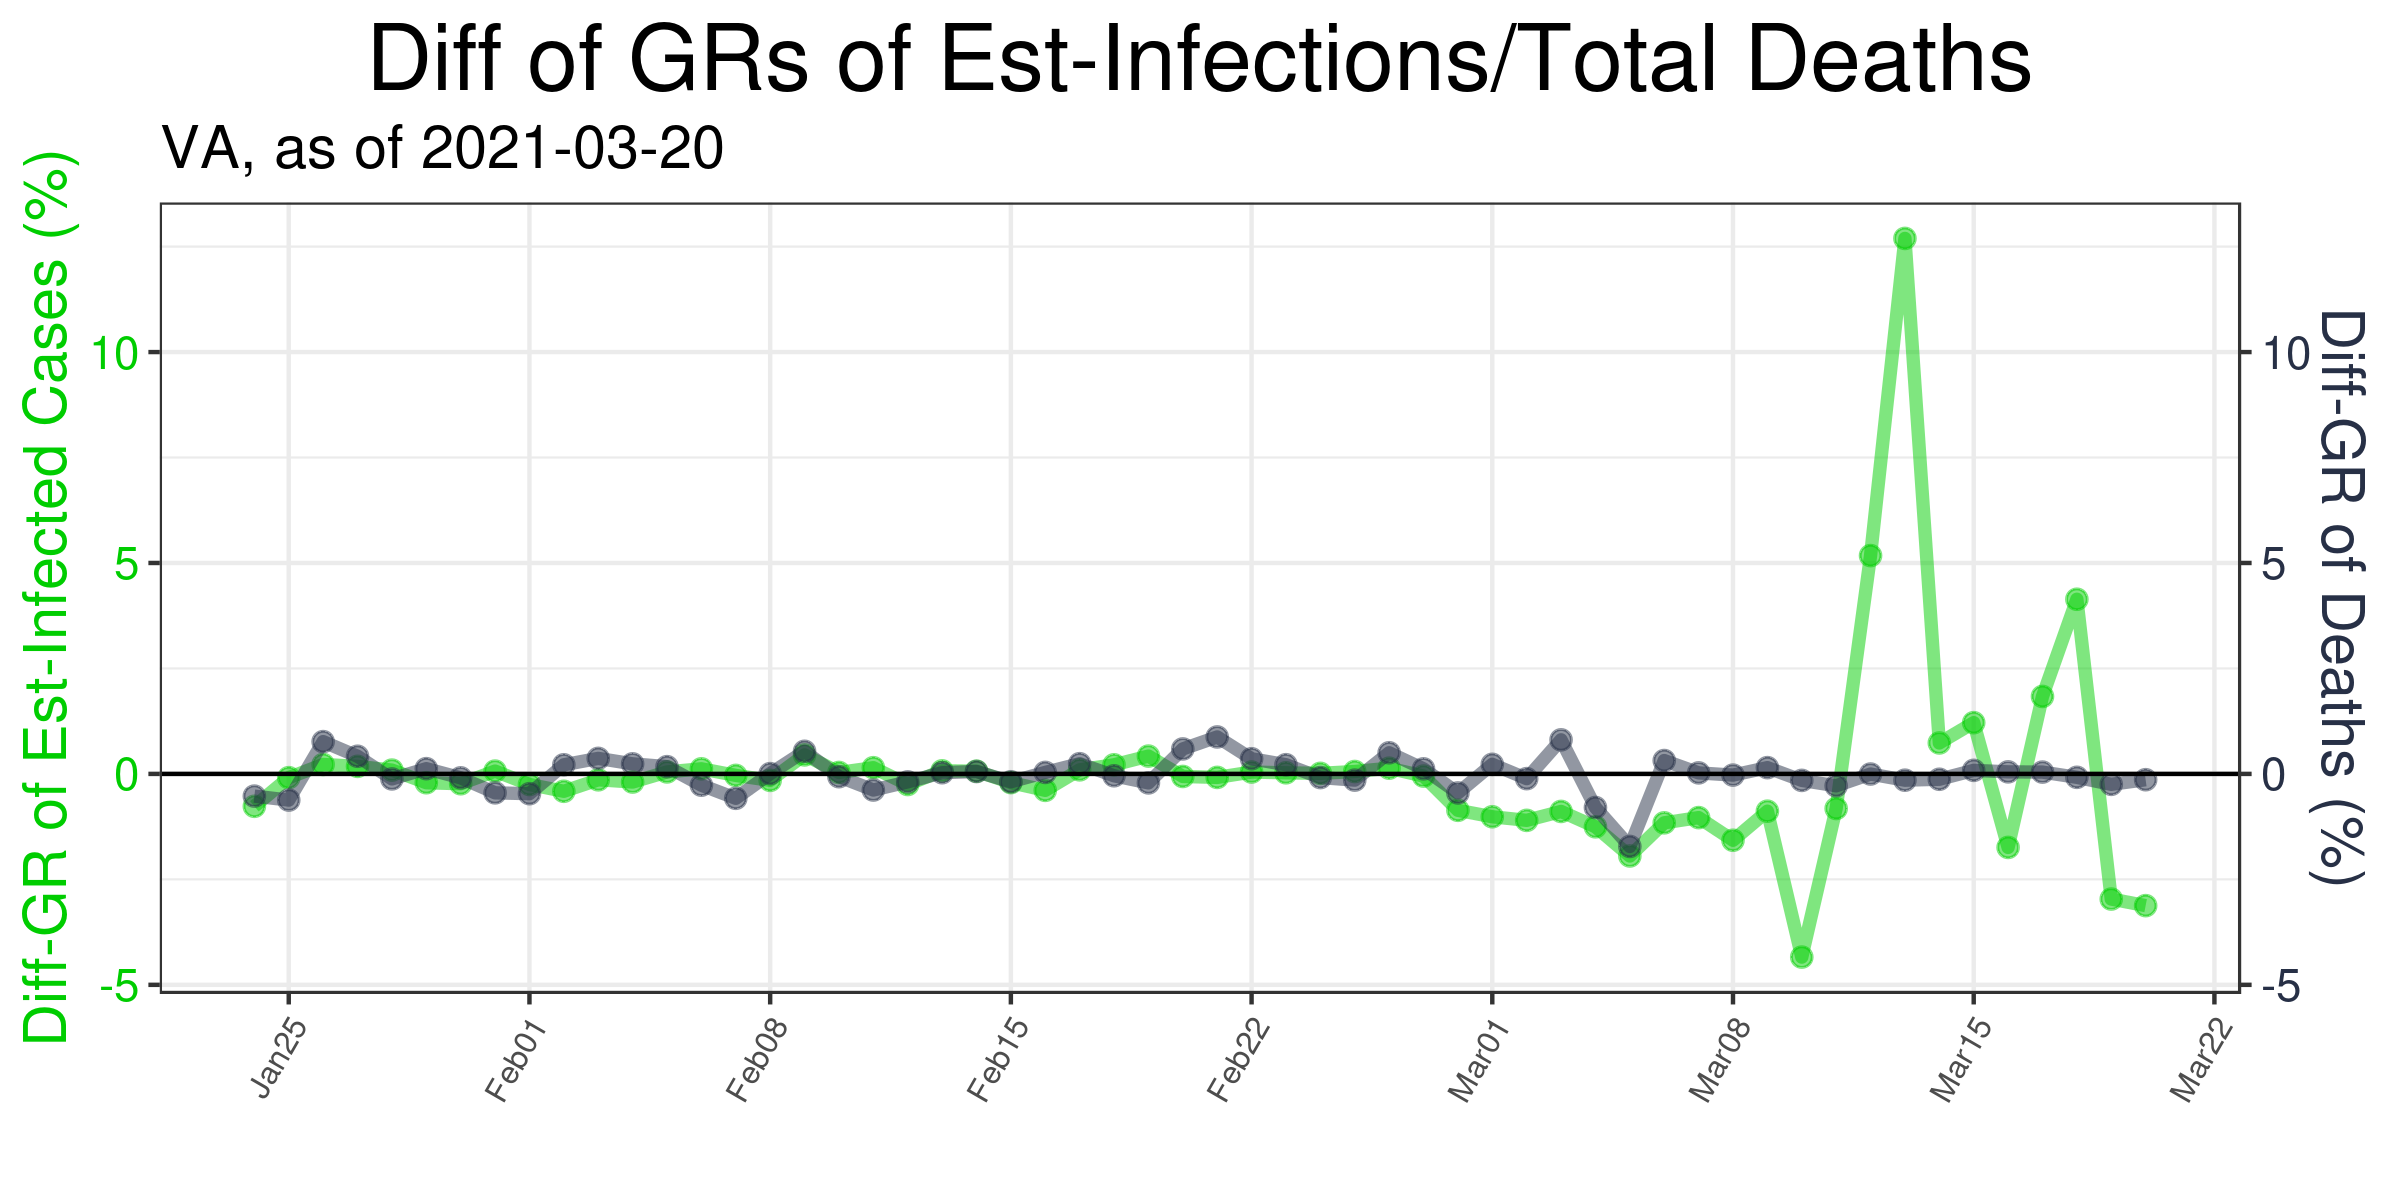 Diff of GRs of Est-Infections/Total Deaths
VA, as of 2021-03-20
Diff-GR of Est-Infected Cases (%)
10
5
0
-5
10
5
0
-5
Diff-GR of Deaths (%)
Jan25
Feb01
Feb08
Feb15
Feb22
Mar01
Mar08
Mar15
Mar22